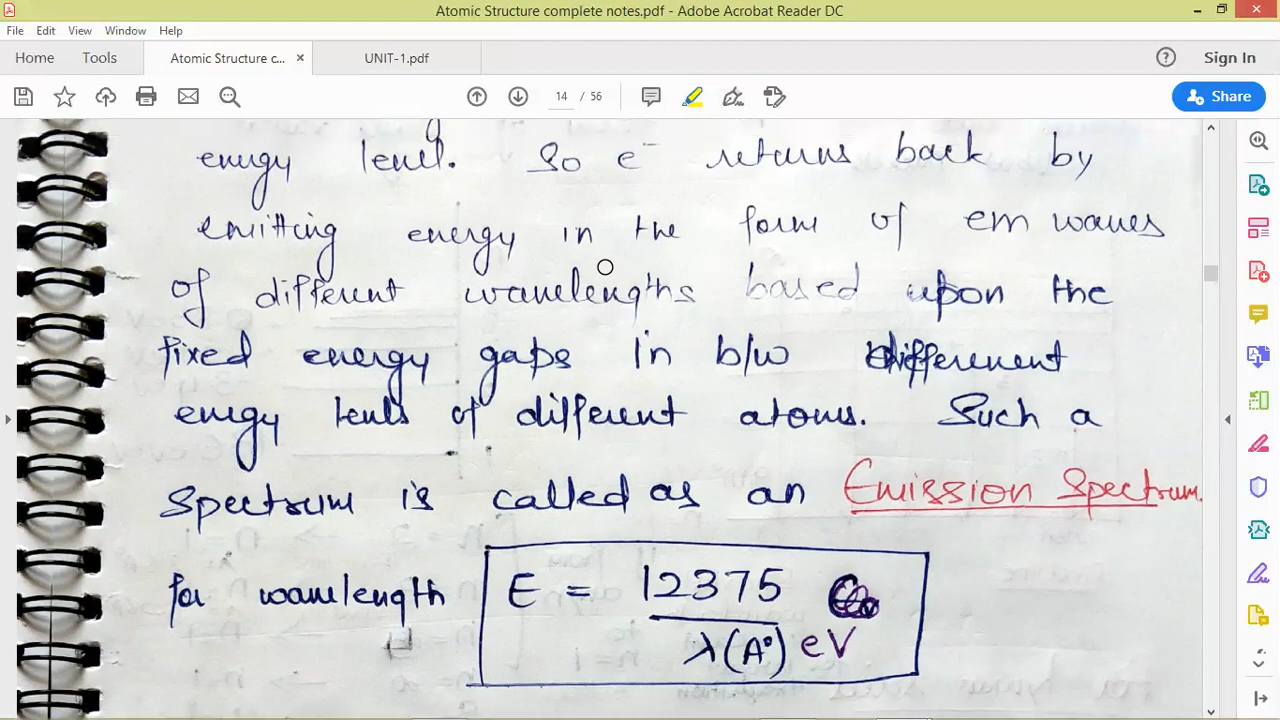 Atomic Structure complete notes.pdf - Adobe Acrobat Reader DC
File Edit View Window Help
Home Tools Atomic Structure c... × UNIT-1.pdf ? Sign In
14 / 56 Share
energy level. So e⁻ returns back by
emitting energy in the form of em waves
of different wavelengths based upon the
fixed energy gaps in b/w different
energy levels of different atoms. Such a
Spectrum is called as an Emission Spectrum.
for wavelength E = 12375
λ(A°) eV